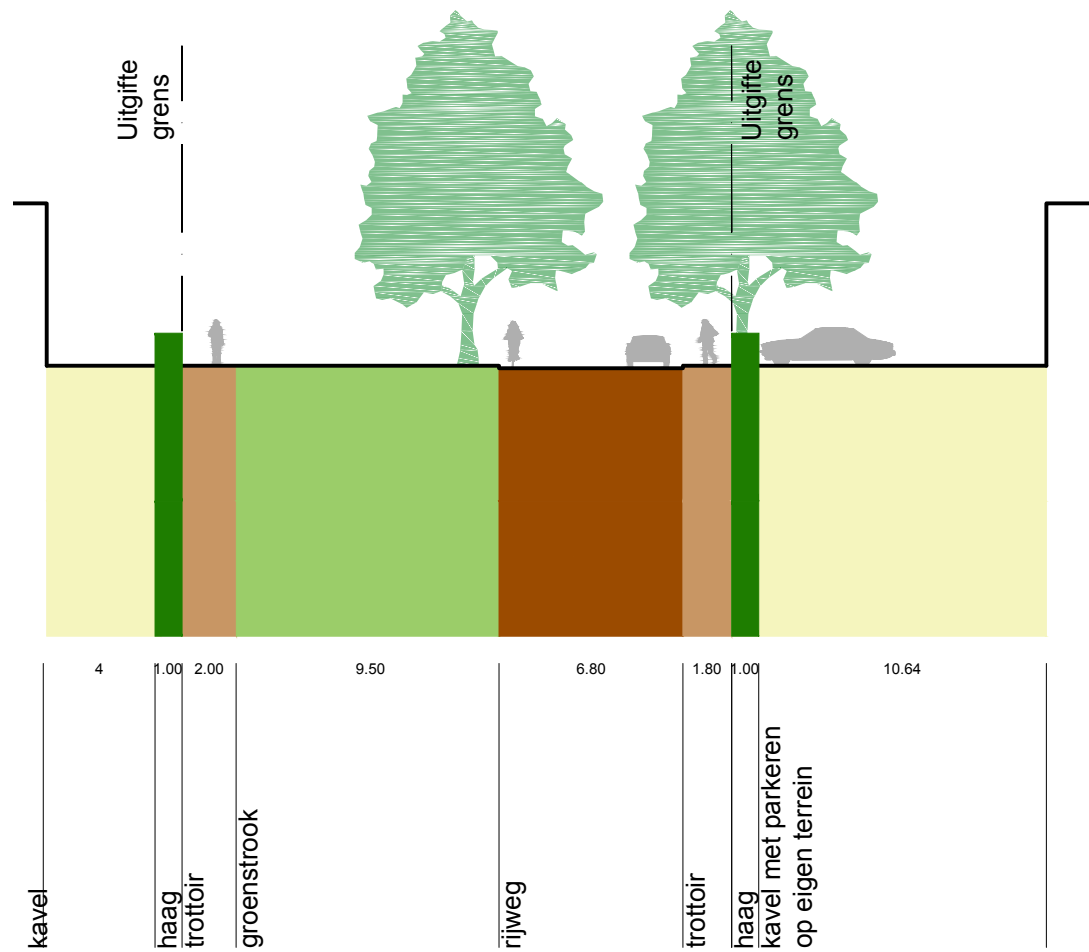 Uitgifte
grens
Uitgifte
grens
4
1.00
2.00
9.50
6.80
1.80
1.00
10.64
kavel
haag
trottoir
groenstrook
rijweg
trottoir
haag
kavel met parkeren
op eigen terrein